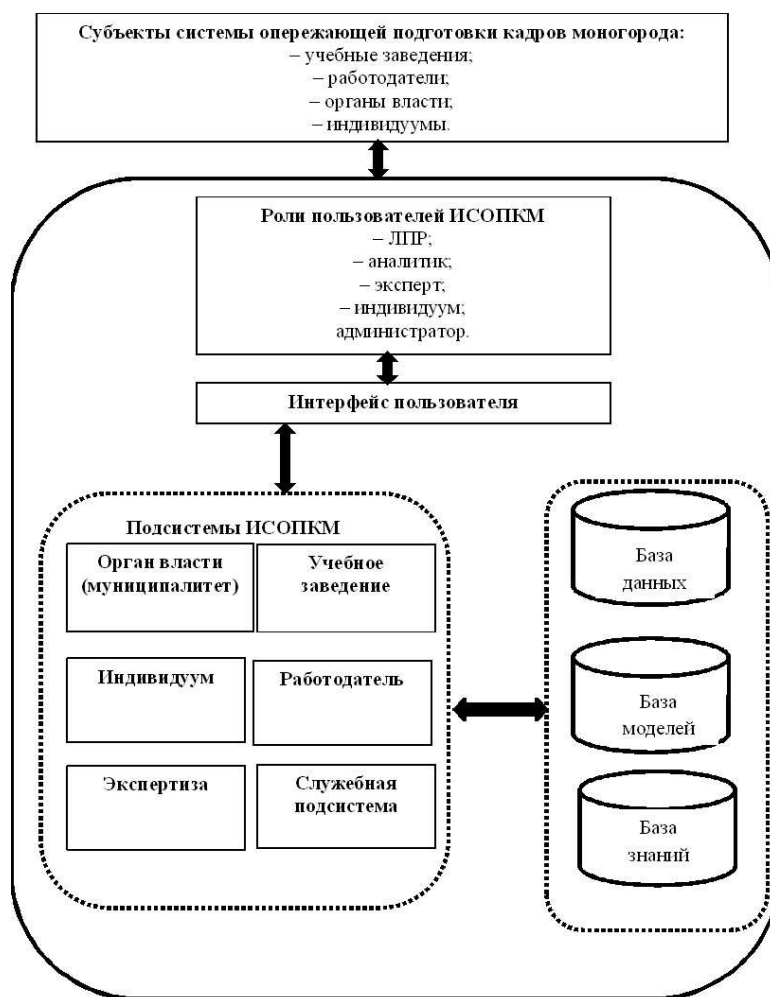 Субъекты системы опережающей подготовки кадров моногорода:
– учебные заведения;
– работодатели;
– органы власти;
– индивидуумы.
Роли пользователей ИСОПКМ
– ЛПР;
– аналитик;
– эксперт;
– индивидуум;
администратор.
Интерфейс пользователя
Подсистемы ИСОПКМ
Орган власти
(муниципалитет)
Учебное
заведение
Индивидуум
Работодатель
Экспертиза
Служебная
подсистема
База
данных
База
моделей
База
знаний